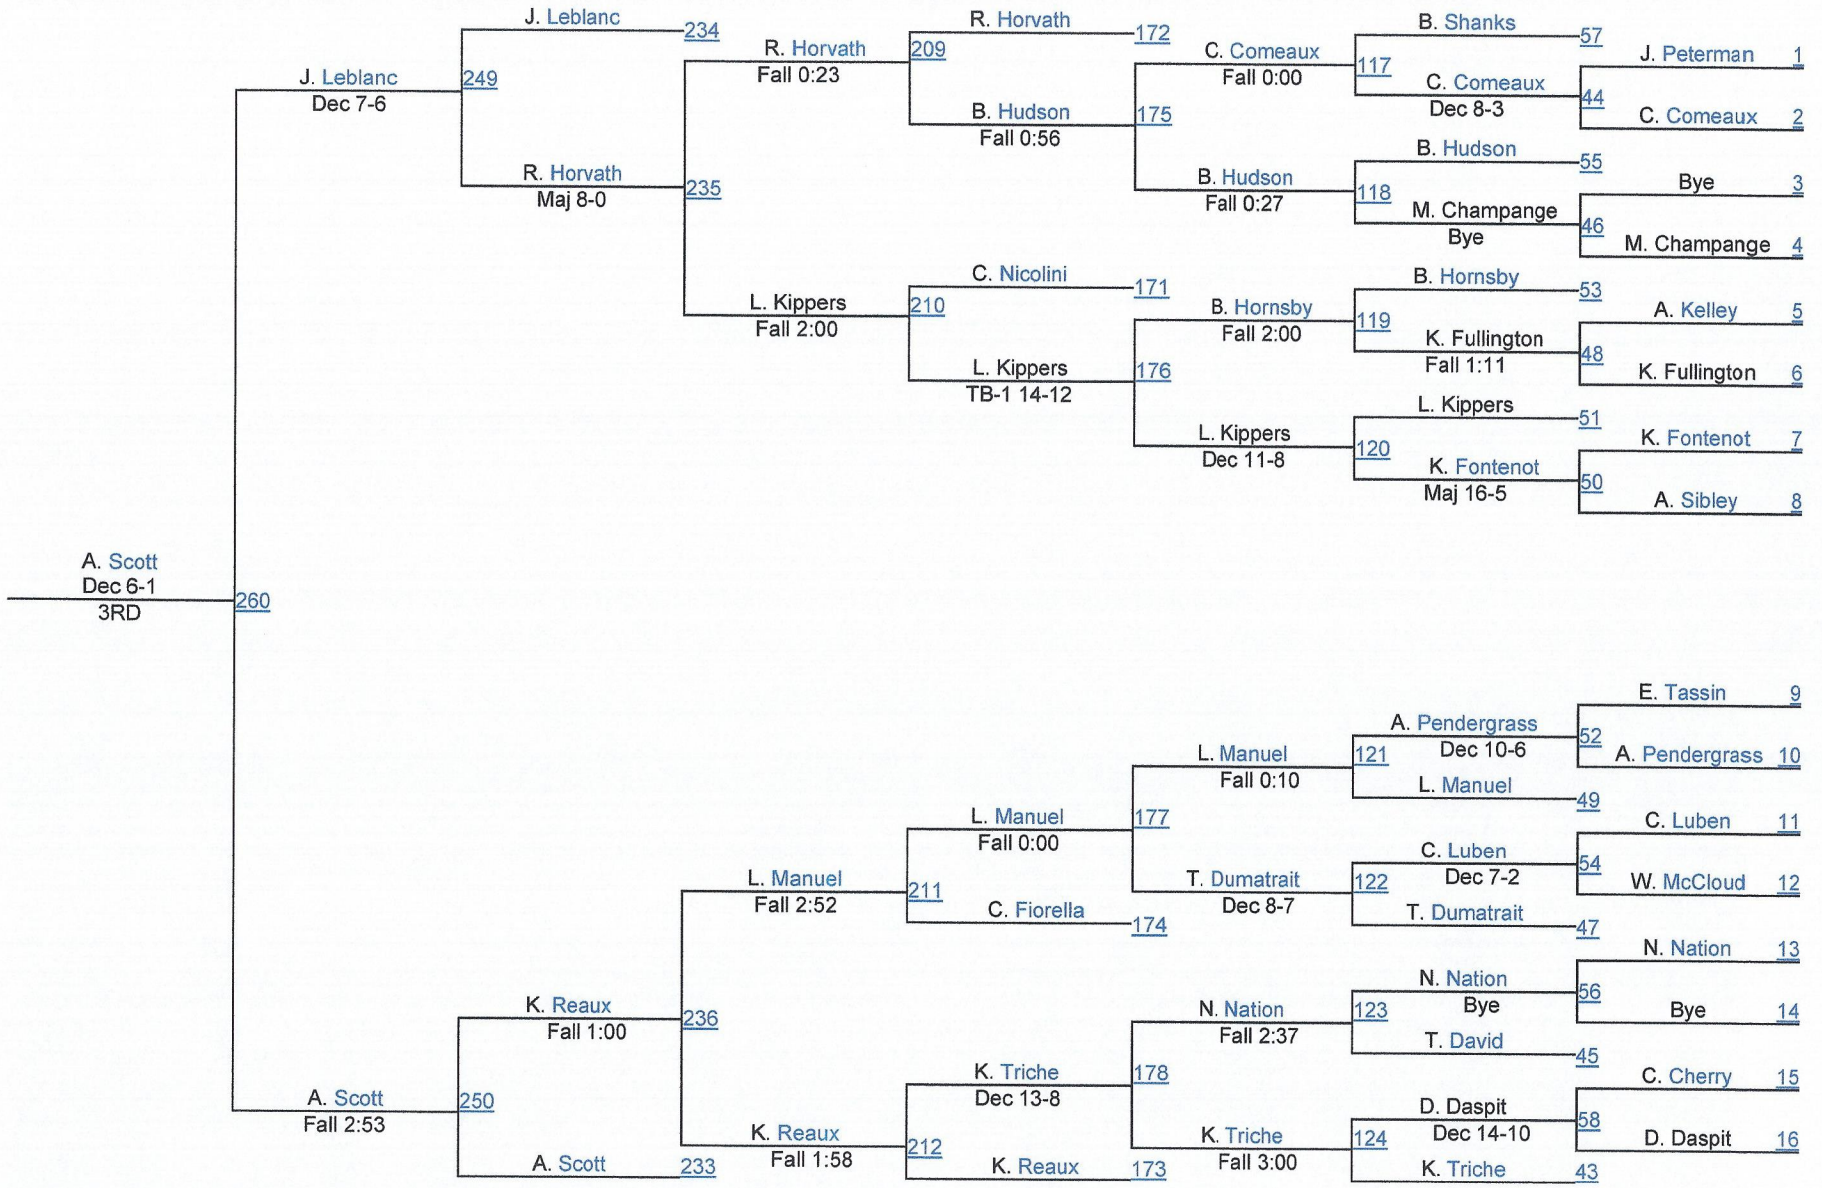 J. Leblanc
234
R. Horvath
172
B. Shanks
57
J. Peterman 1
R. Horvath
209
Fall 0:23
C. Comeaux
117
Fall 0:00
C. Comeaux
44
Dec 8-3
C. Comeaux 2
J. Leblanc
249
Dec 7-6
B. Hudson
175
Fall 0:56
B. Hudson
55
Bye 3
R. Horvath
235
Maj 8-0
B. Hudson
118
Fall 0:27
M. Champange
46
Bye
M. Champange 4
C. Nicolini
171
B. Hornsby
53
A. Kelley 5
L. Kippers
210
Fall 2:00
B. Hornsby
119
Fall 2:00
K. Fullington
48
Fall 1:11
K. Fullington 6
L. Kippers
176
TB-1 14-12
L. Kippers
51
K. Fontenot 7
L. Kippers
120
Dec 11-8
K. Fontenot
50
Maj 16-5
A. Sibley 8
A. Scott
Dec 6-1
260
3RD
E. Tassin 9
A. Pendergrass
52
Dec 10-6
A. Pendergrass 10
L. Manuel
121
Fall 0:10
L. Manuel
49
L. Manuel
177
Fall 0:00
C. Luben 11
C. Luben
54
Dec 7-2
W. McCloud 12
L. Manuel
211
Fall 2:52
T. Dumatrait
122
Dec 8-7
T. Dumatrait
47
C. Fiorella
174
N. Nation 13
N. Nation
56
Bye
Bye 14
K. Reaux
236
Fall 1:00
N. Nation
123
Fall 2:37
T. David
45
K. Triche
178
Dec 13-8
C. Cherry 15
A. Scott
250
Fall 2:53
D. Daspit
58
Dec 14-10
D. Daspit 16
K. Reaux
212
Fall 1:58
K. Triche
124
Fall 3:00
A. Scott
233
K. Reaux
173
K. Triche
43